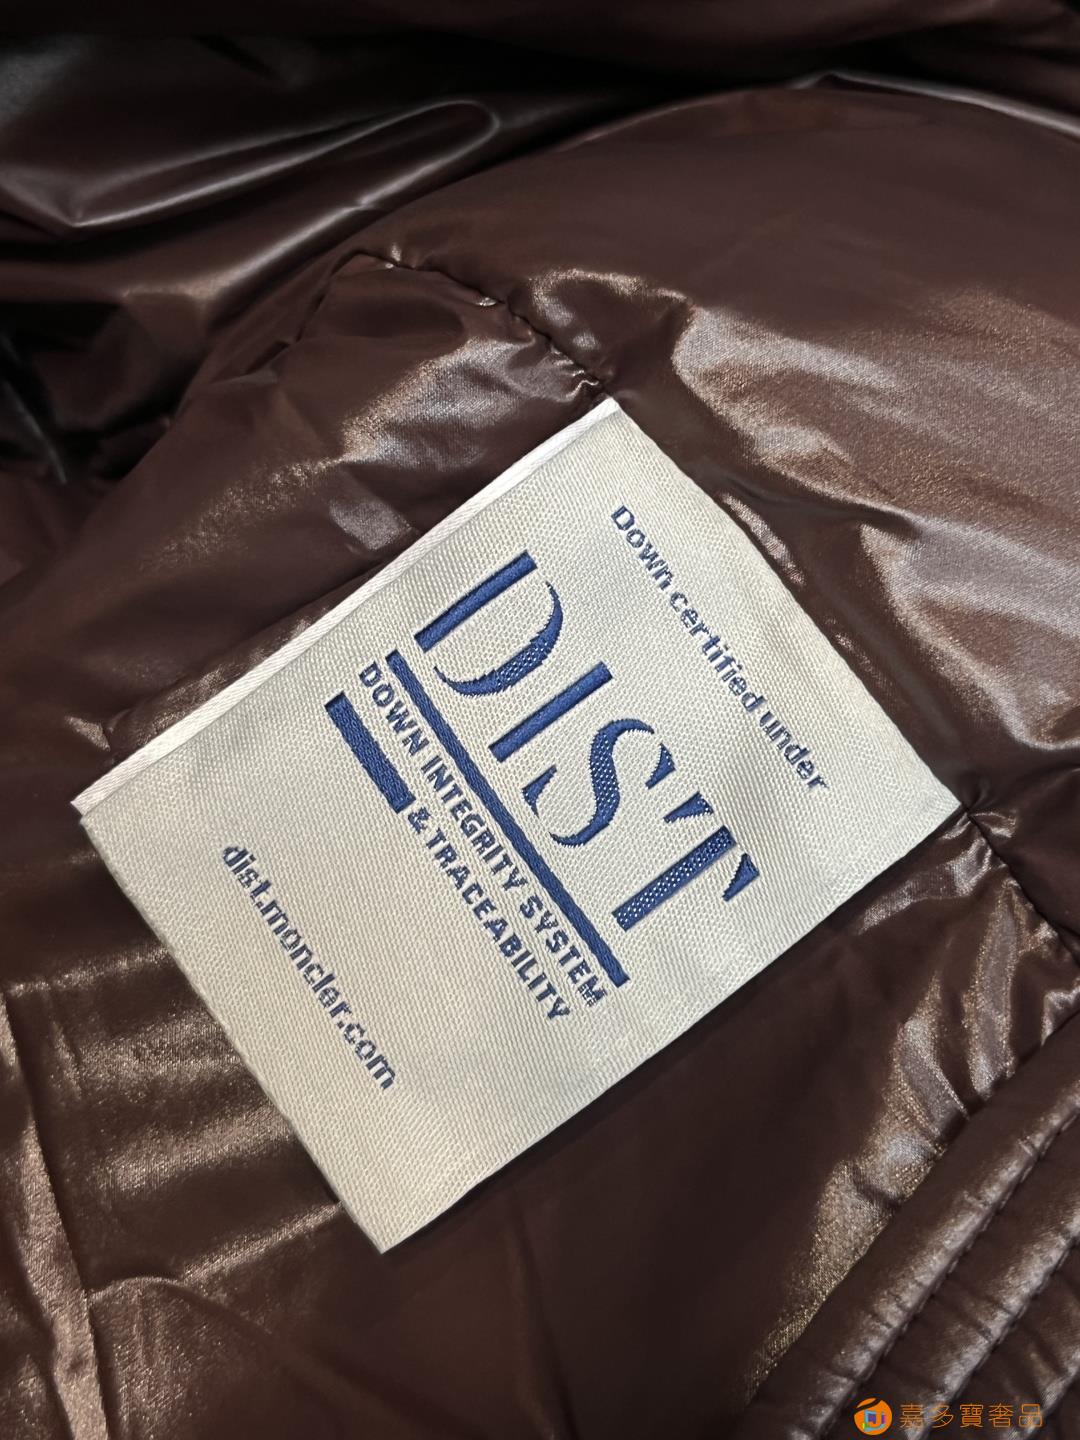 Down certified under
DIST
DOWN INTEGRITY SYSTEM
& TRACEABILITY
dist.moncler.com
嘉多寶奢品